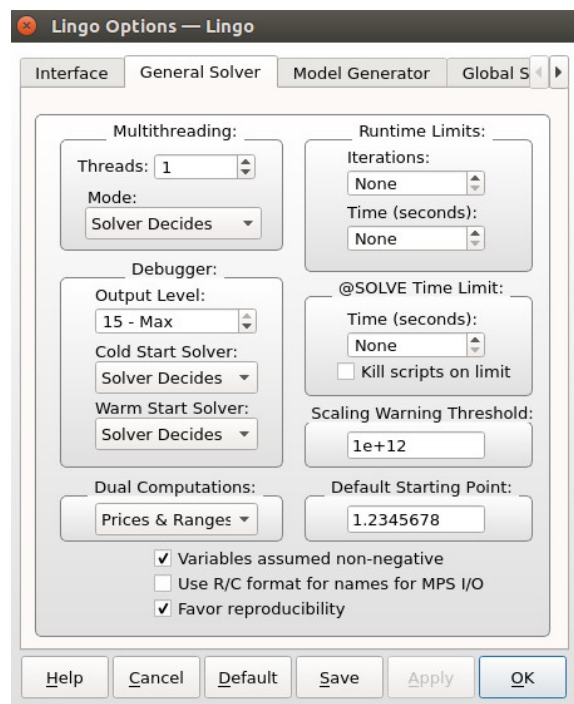 Lingo Options — Lingo
Interface
General Solver
Model Generator
Global S
Multithreading:
Threads: 1
Mode:
Solver Decides
Debugger:
Output Level:
15 - Max
Cold Start Solver:
Solver Decides
Warm Start Solver:
Solver Decides
Dual Computations:
Prices & Ranges
Runtime Limits:
Iterations:
None
Time (seconds):
None
@SOLVE Time Limit:
Time (seconds):
None
Kill scripts on limit
Scaling Warning Threshold:
1e+12
Default Starting Point:
1.2345678
Variables assumed non-negative
Use R/C format for names for MPS I/O
Favor reproducibility
Help
Cancel
Default
Save
Apply
OK